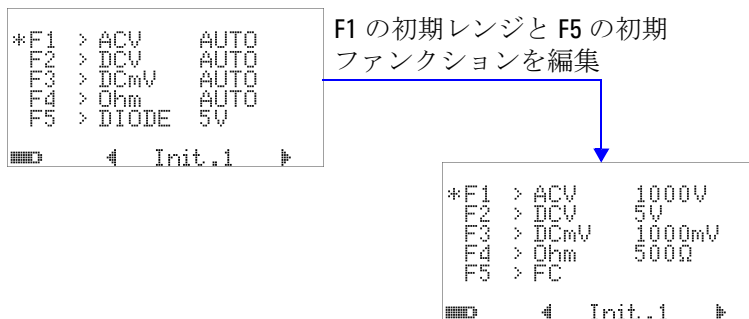 *F1 > ACV AUTO
F2 > DCV AUTO
F3 > DCmV AUTO
F4 > Ohm AUTO
F5 > DIODE 5V
Init.1
F1 の初期レンジと F5 の初期
ファンクションを編集
*F1 > ACV 1000V
F2 > DCV 5V
F3 > DCmV 1000mV
F4 > Ohm 500Ω
F5 > FC
Init.1